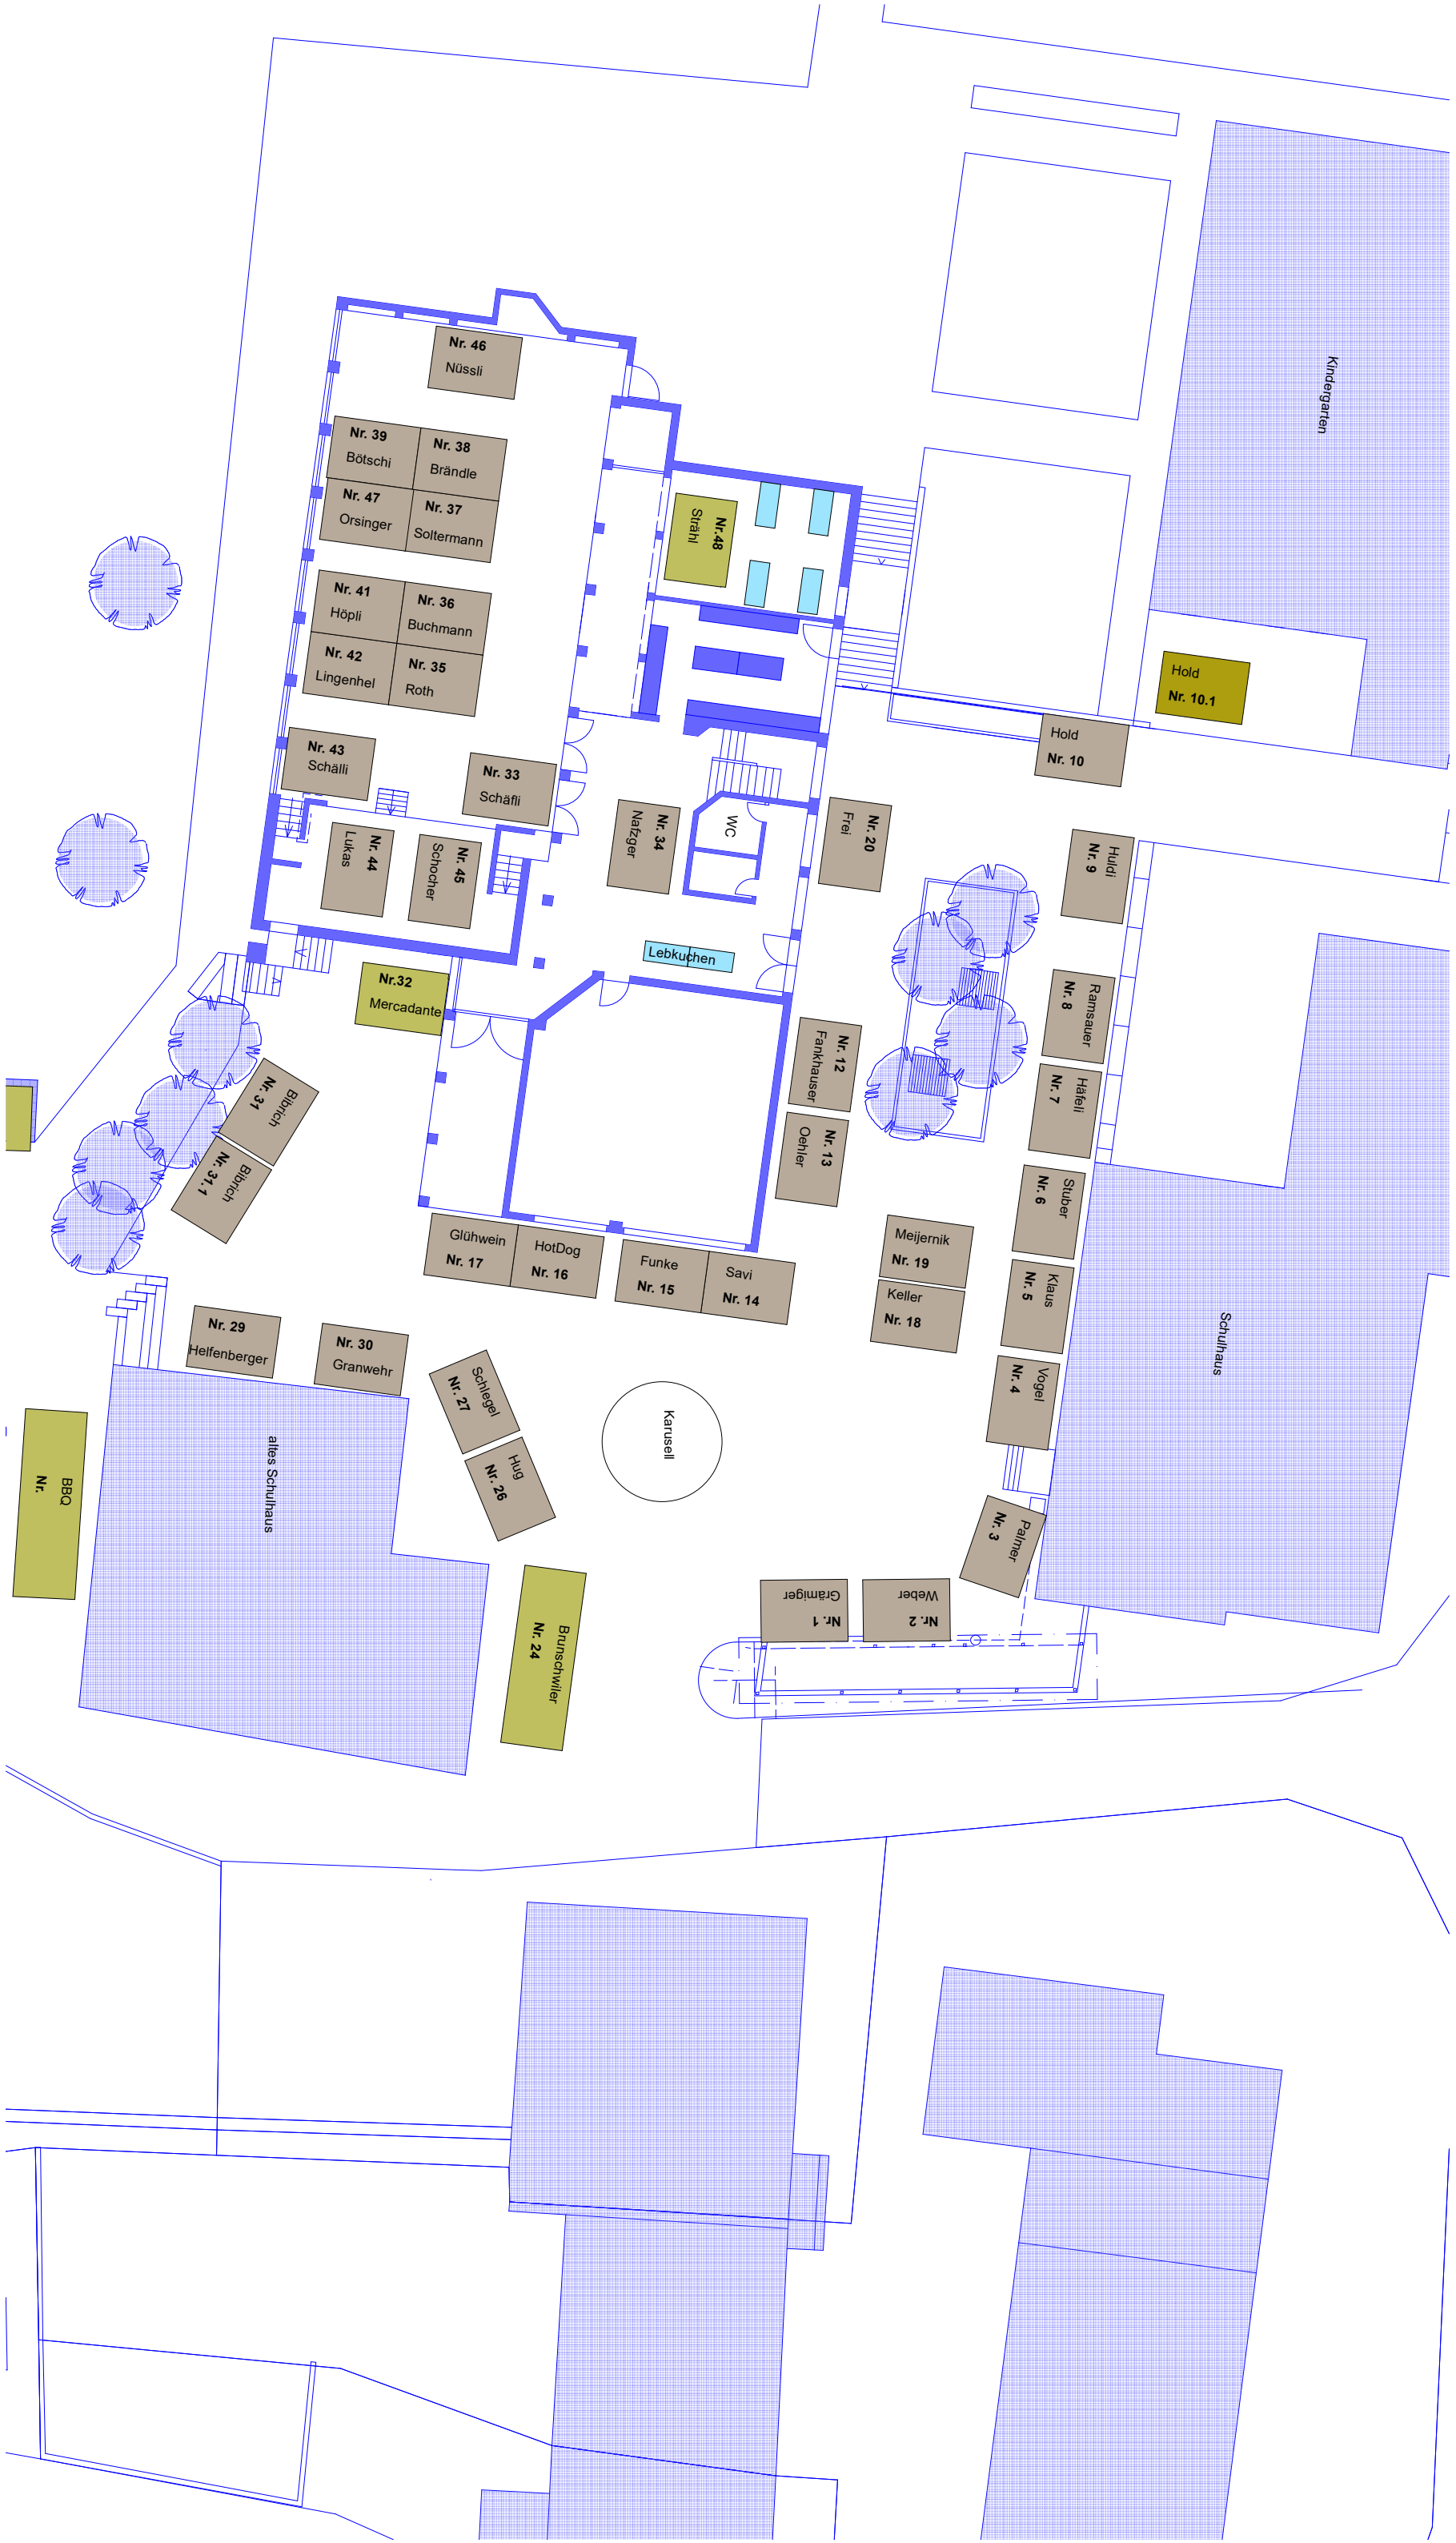 Kindergarten
Nr. 46
Nüssli
Nr. 39
Bötschi
Nr. 38
Brändle
Nr. 47
Orsinger
Nr. 37
Soltermann
Nr.48
Strähl
Nr. 41
Höpli
Nr. 36
Buchmann
Nr. 42
Lingenhel
Nr. 35
Roth
Hold
Nr. 10.1
Hold
Nr. 10
Nr. 43
Schälli
Nr. 33
Schäfli
Nr. 34
Nafzger
WC
Nr. 20
Frei
Nr. 44
Lukas
Nr. 45
Schocher
Huldi
Nr. 9
Lebkuchen
Nr.32
Mercadante
Ramsauer
Nr. 8
Nr. 12
Fankhauser
Häfeli
Nr. 7
Bibrich
Nr. 31
Bibrich
Nr. 31.1
Nr. 13
Oehler
Stuber
Nr. 6
Glühwein
Nr. 17
HotDog
Nr. 16
Funke
Nr. 15
Savi
Nr. 14
Meijernik
Nr. 19
Keller
Nr. 18
Klaus
Nr. 5
Schulhaus
Nr. 29
Helfenberger
Nr. 30
Granwehr
Schlegel
Nr. 27
Karusell
Vogel
Nr. 4
BBQ
Nr.
altes Schulhaus
Hug
Nr. 26
Palmer
Nr. 3
Grämiger
Nr. 1
Weber
Nr. 2
Brunschwiler
Nr. 24